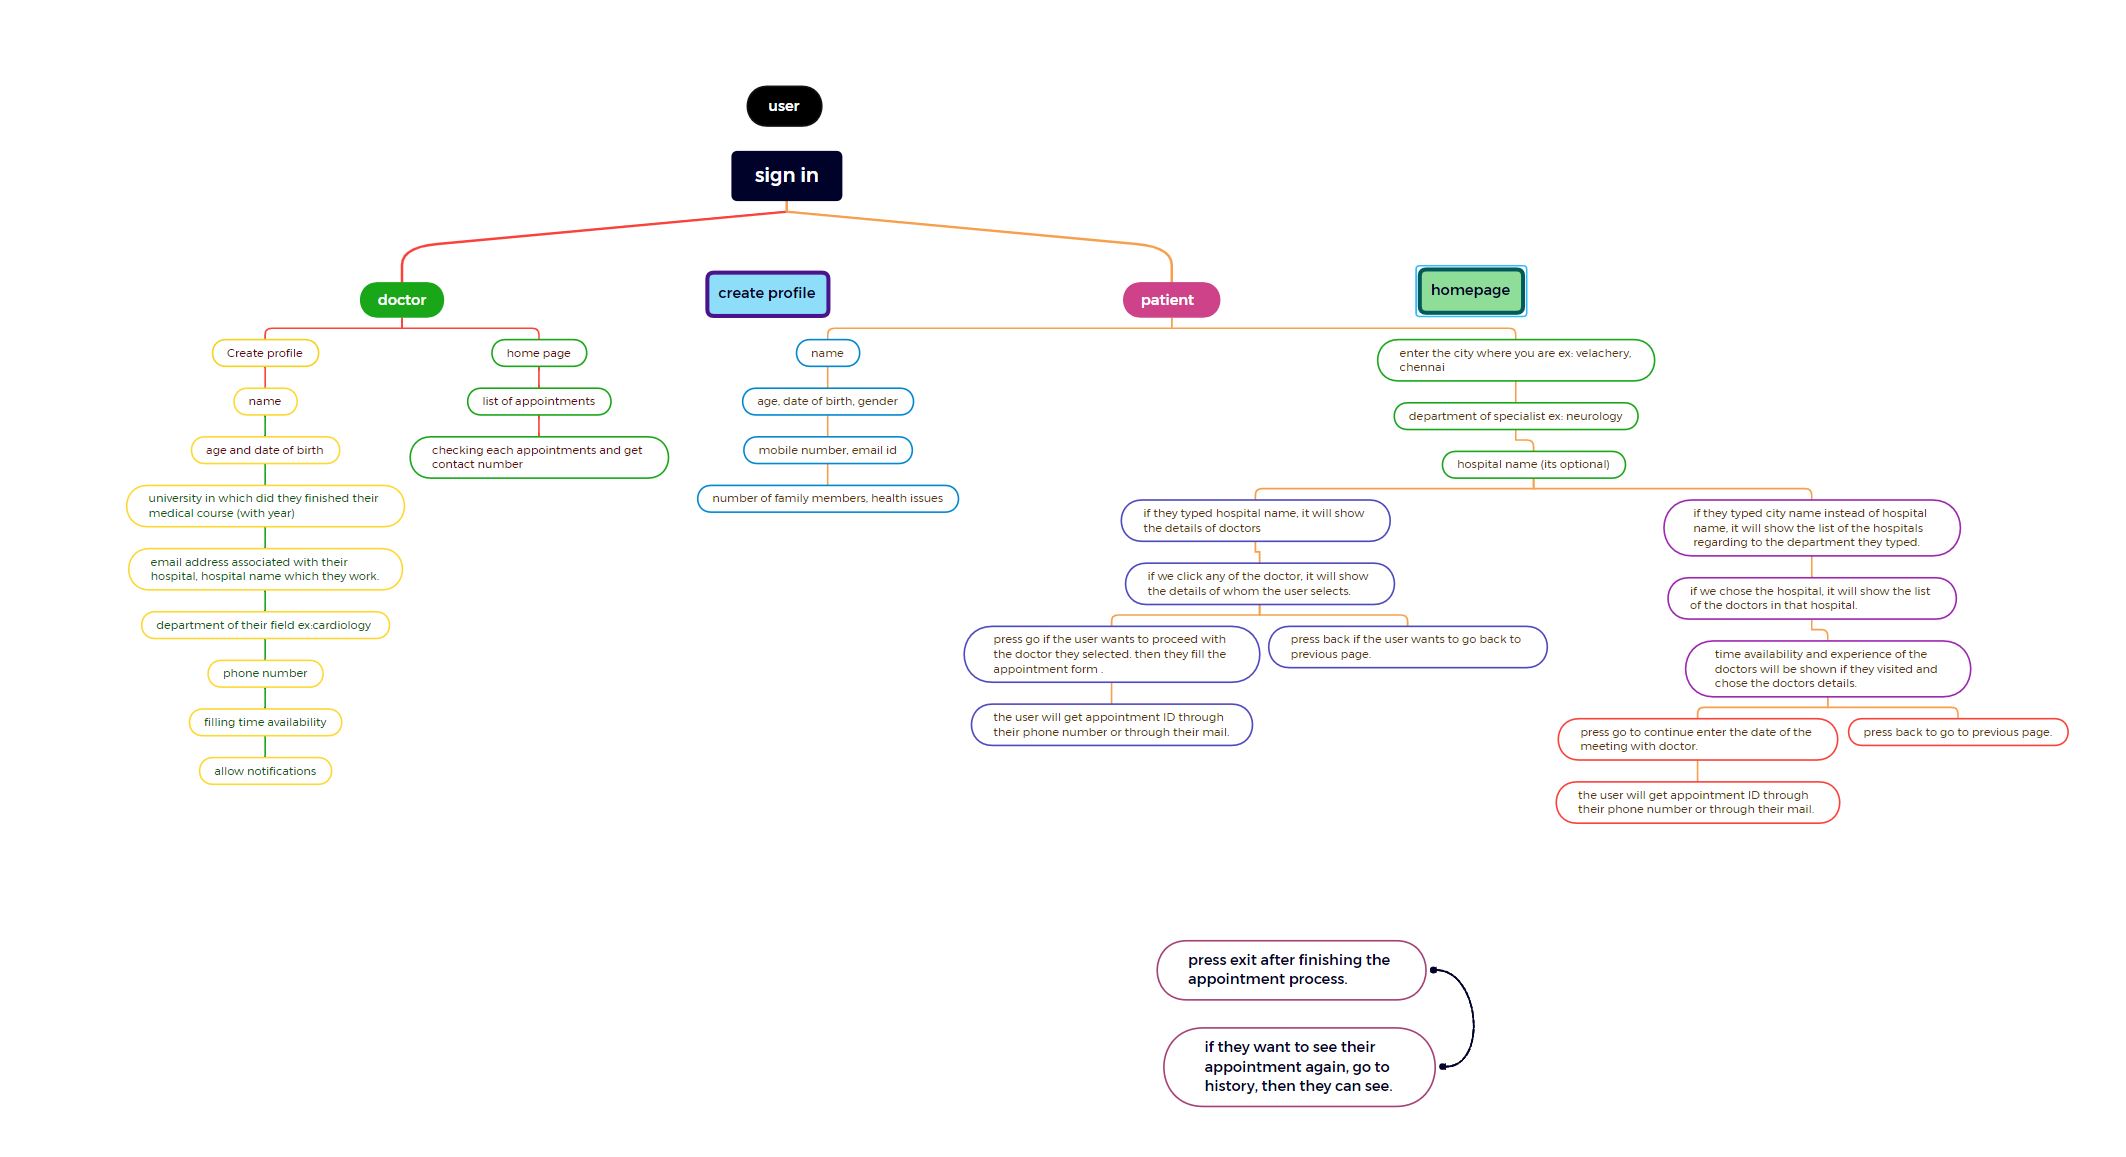 user
sign in
doctor
create profile
patient
homepage
Create profile
name
age and date of birth
university in which did they finished their
medical course (with year)
email address associated with their
hospital, hospital name which they work.
department of their field ex:cardiology
phone number
filling time availability
allow notifications
home page
list of appointments
checking each appointments and get
contact number
name
age, date of birth, gender
mobile number, email id
number of family members, health issues
enter the city where you are ex: velachery,
chennai
department of specialist ex: neurology
hospital name (its optional)
if they typed hospital name, it will show
the details of doctors
if we click any of the doctor, it will show
the details of whom the user selects.
press go if the user wants to proceed with
the doctor they selected. then they fill the
appointment form .
the user will get appointment ID through
their phone number or through their mail.
press back if the user wants to go back to
previous page.
if they typed city name instead of hospital
name, it will show the list of the hospitals
regarding to the department they typed.
if we chose the hospital, it will show the list
of the doctors in that hospital.
time availability and experience of the
doctors will be shown if they visited and
chose the doctors details.
press go to continue enter the date of the
meeting with doctor.
the user will get appointment ID through
their phone number or through their mail.
press back to go to previous page.
press exit after finishing the
appointment process.
if they want to see their
appointment again, go to
history, then they can see.